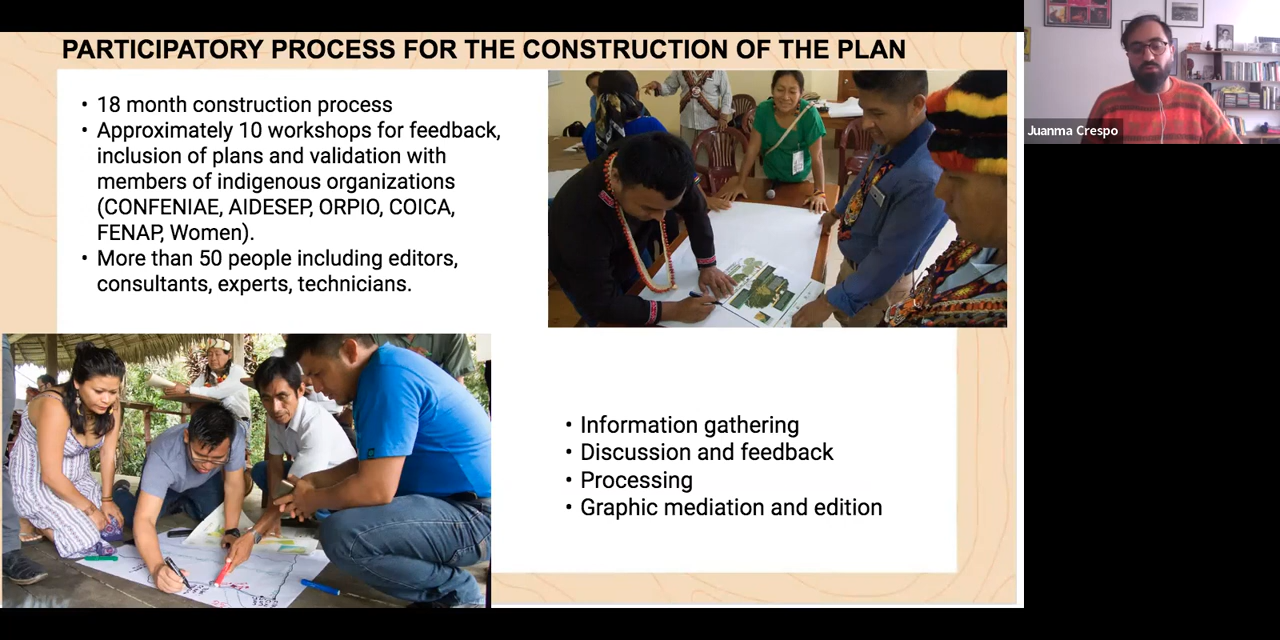 PARTICIPATORY PROCESS FOR THE CONSTRUCTION OF THE PLAN
• 18 month construction process
• Approximately 10 workshops for feedback,
inclusion of plans and validation with
members of indigenous organizations
(CONFENIAE, AIDESEP, ORPIO, COICA,
FENAP, Women).
• More than 50 people including editors,
consultants, experts, technicians.
• Information gathering
• Discussion and feedback
• Processing
• Graphic mediation and edition
Juanma Crespo